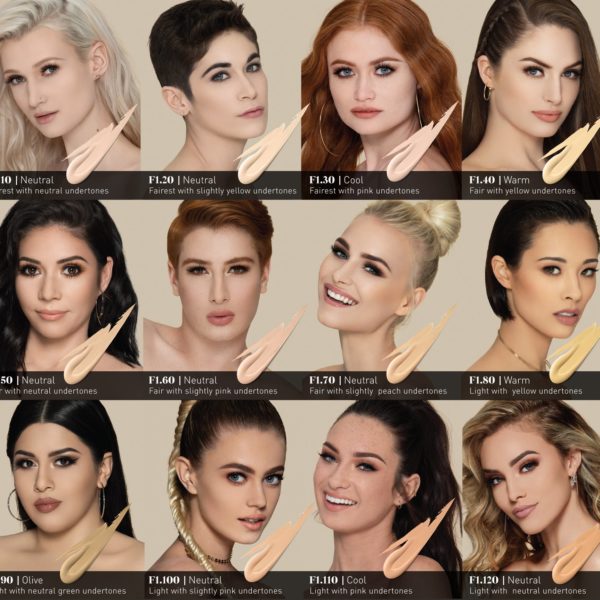 10 | Neutral
rest with neutral undertones
F1.20 | Neutral
Fairest with slightly yellow undertones
F1.30 | Cool
Fairest with pink undertones
F1.40 | Warm
Fair with yellow undertones
50 | Neutral
r with neutral undertones
F1.60 | Neutral
Fair with slightly pink undertones
F1.70 | Neutral
Fair with slightly peach undertones
F1.80 | Warm
Light with yellow undertones
90 | Olive
ht with neutral green undertones
F1.100 | Neutral
Light with slightly pink undertones
F1.110 | Cool
Light with pink undertones
F1.120 | Neutral
Light with neutral undertones